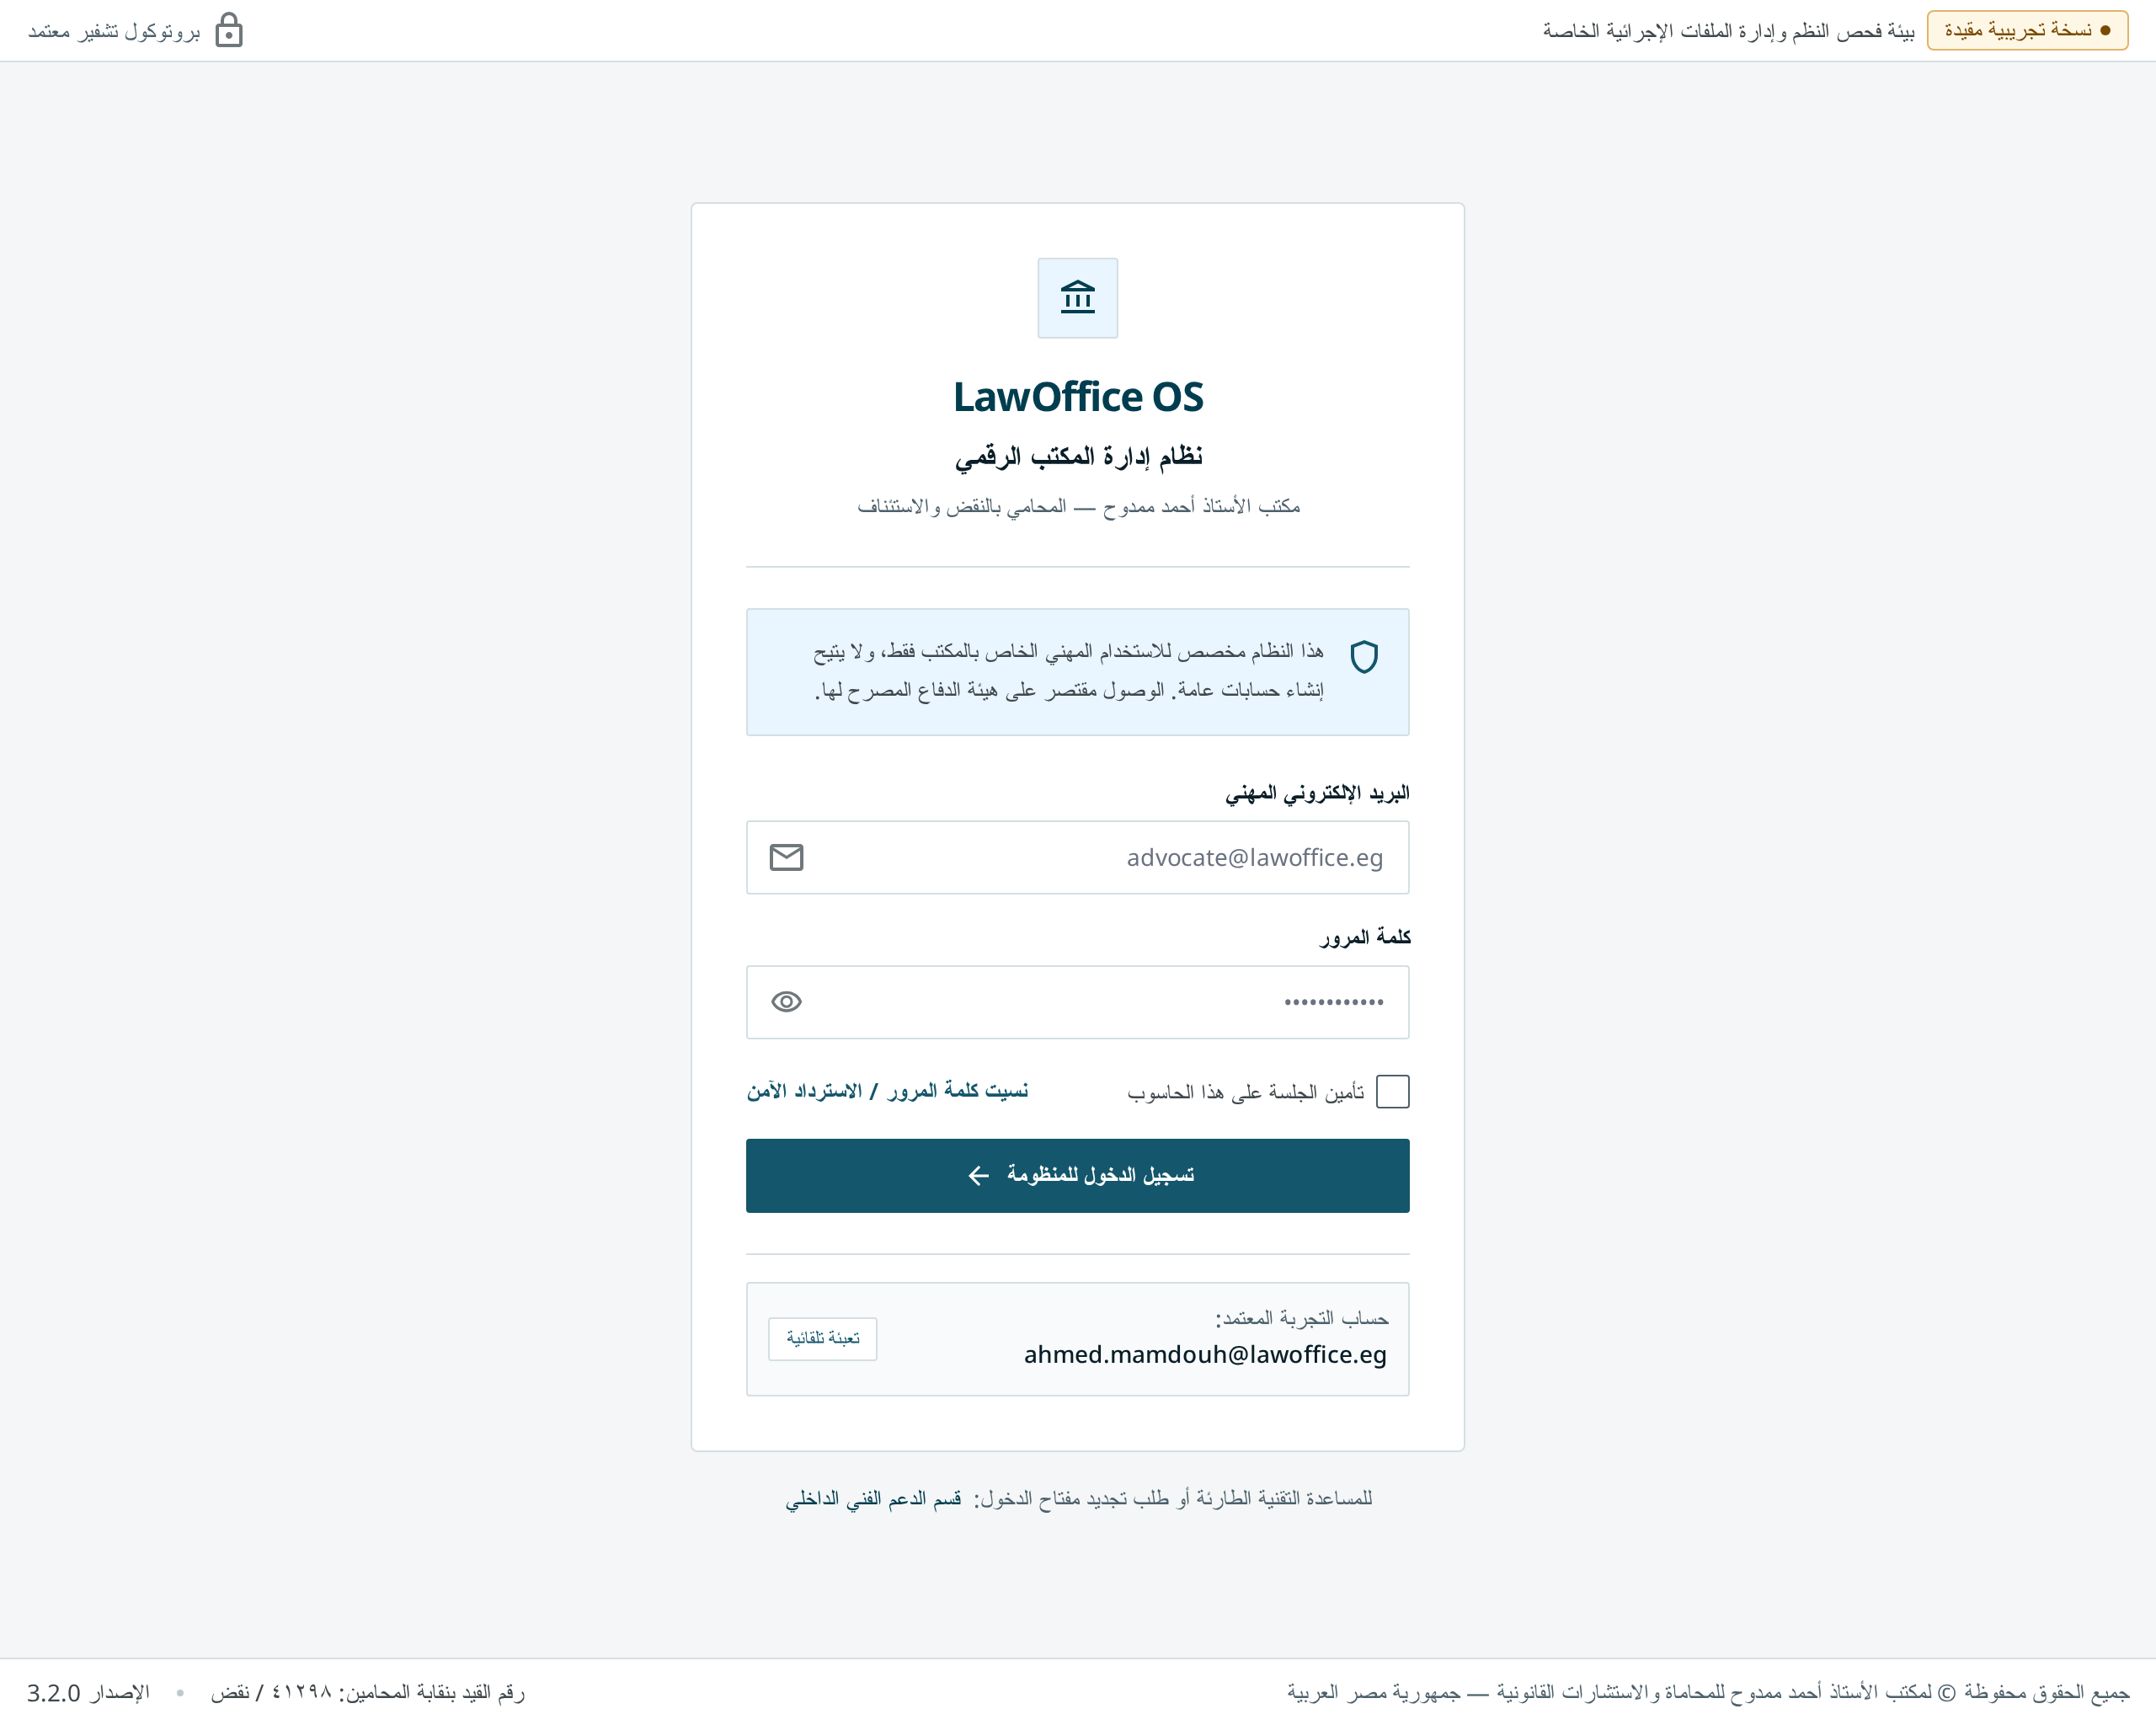 نسخة تجريبية مقيدة
بيئة فحص النظم وإدارة الملفات الإجرائية الخاصة
بروتوكول تشفير معتمد
LawOffice OS
نظام إدارة المكتب الرقمي
مكتب الأستاذ أحمد ممدوح — المحامي بالنقض والاستئناف
هذا النظام مخصص للاستخدام المهني الخاص بالمكتب فقط، ولا يتيح
إنشاء حسابات عامة. الوصول مقتصر على هيئة الدفاع المصرح لها.
البريد الإلكتروني المهني
advocate@lawoffice.eg
كلمة المرور
••••••••••••
تأمين الجلسة على هذا الحاسوب
نسيت كلمة المرور / الاسترداد الآمن
تسجيل الدخول للمنظومة
حساب التجربة المعتمد:
ahmed.mamdouh@lawoffice.eg
تعبئة تلقائية
للمساعدة التقنية الطارئة أو طلب تجديد مفتاح الدخول: قسم الدعم الفني الداخلي
جميع الحقوق محفوظة © لمكتب الأستاذ أحمد ممدوح للمحاماة والاستشارات القانونية — جمهورية مصر العربية
رقم القيد بنقابة المحامين: ٤١٢٩٨ / نقض
الإصدار 3.2.0